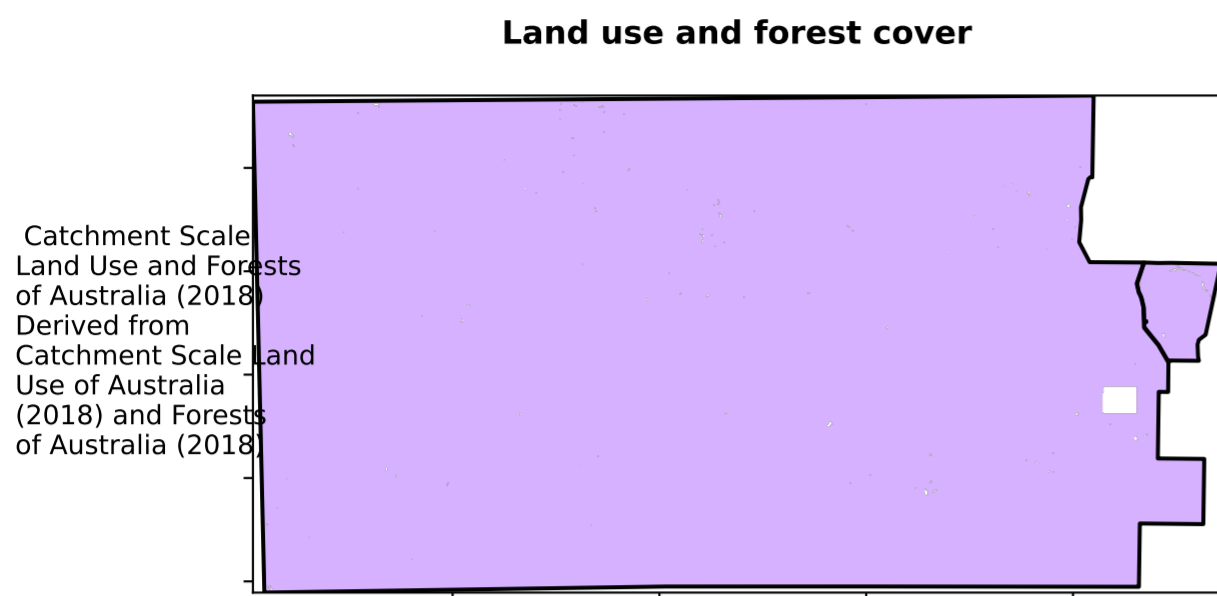 Land use and forest cover
Catchment Scale
Land Use and Forests
of Australia (2018)
Derived from
Catchment Scale Land
Use of Australia
(2018) and Forests
of Australia (2018)